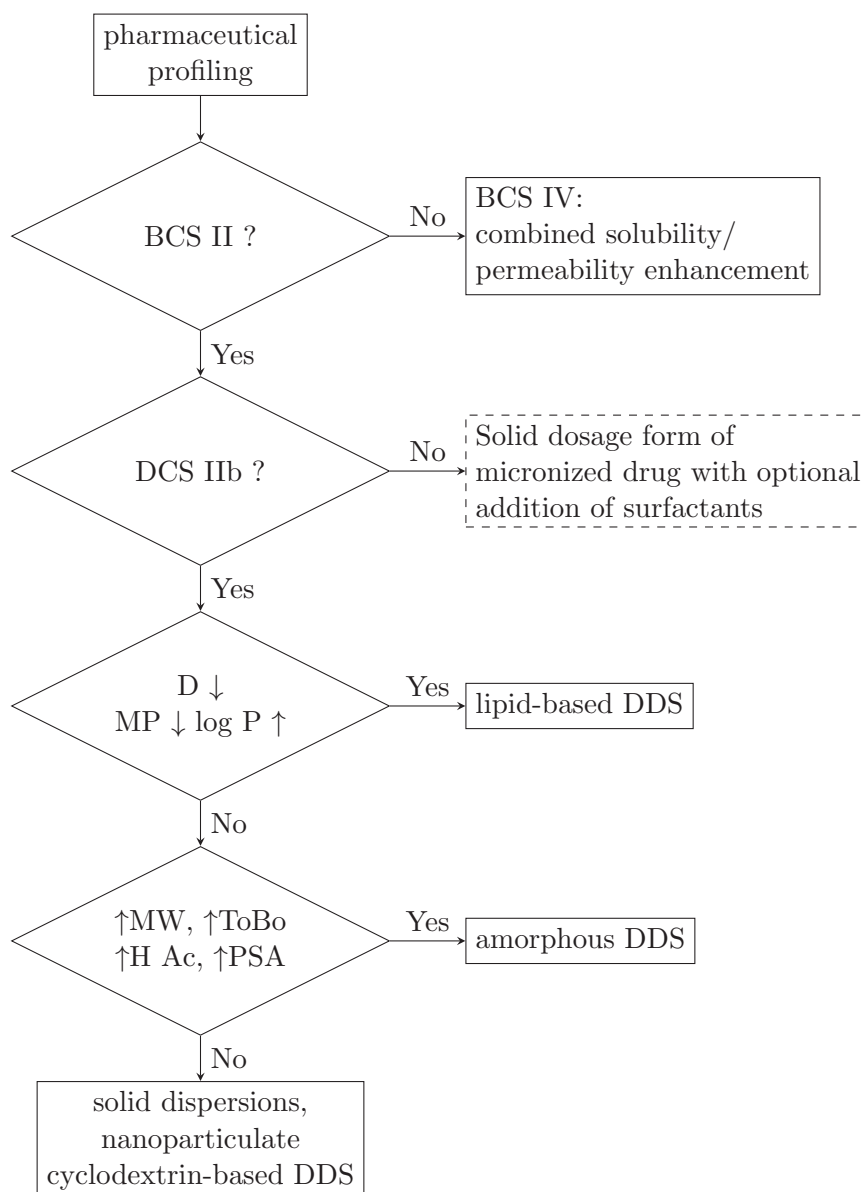 pharmaceutical
profiling
BCS II ?
No
BCS IV:
combined solubility/
permeability enhancement
Yes
DCS IIb ?
No
Solid dosage form of
micronized drug with optional
addition of surfactants
Yes
D ↓
MP ↓ log P ↑
Yes
lipid-based DDS
No
↑MW, ↑ToBo
↑H Ac, ↑PSA
Yes
amorphous DDS
No
solid dispersions,
nanoparticulate
cyclodextrin-based DDS